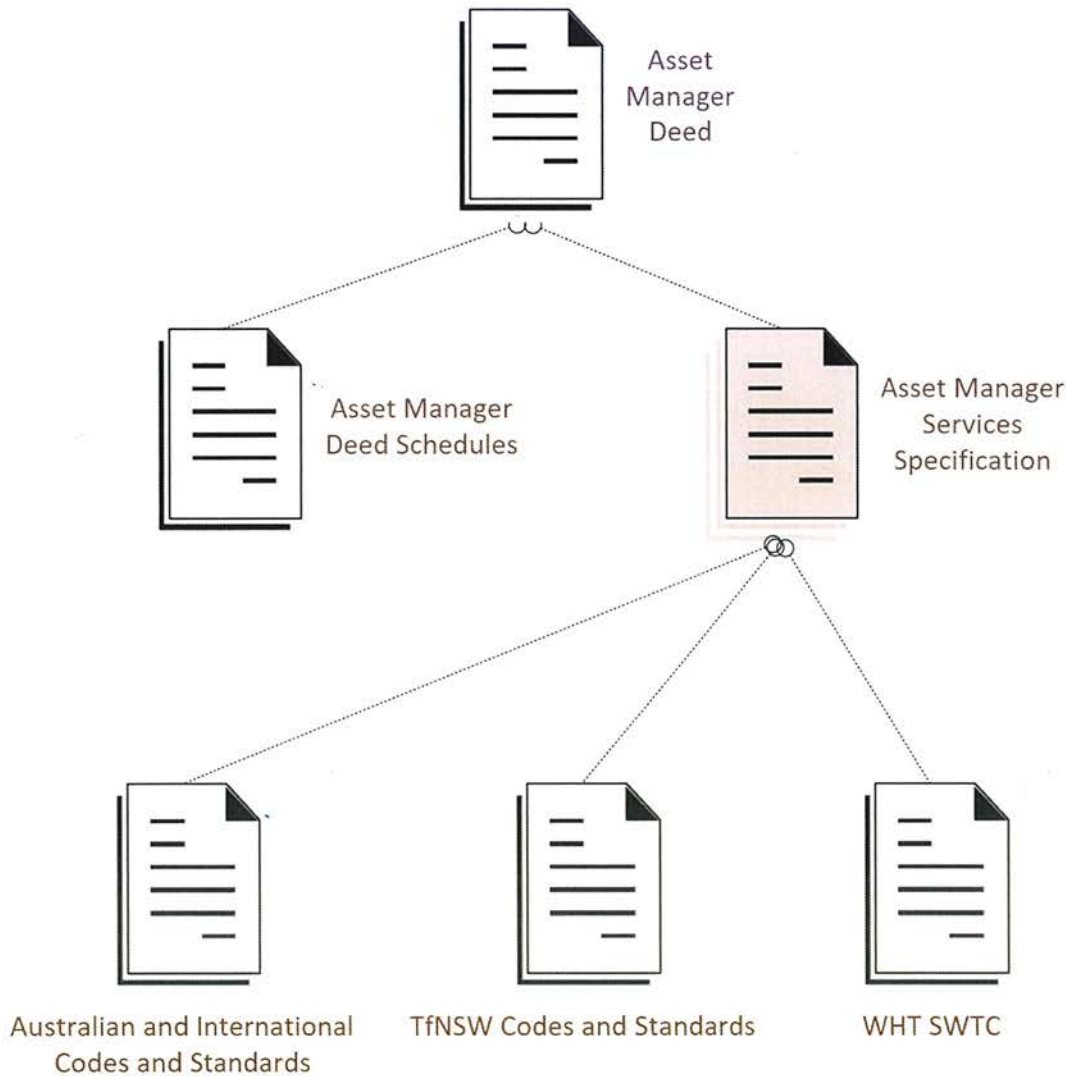 Asset
Manager
Deed
Asset Manager
Deed Schedules
Asset Manager
Services
Specification
Australian and International
Codes and Standards
TfNSW Codes and Standards
WHT SWTC